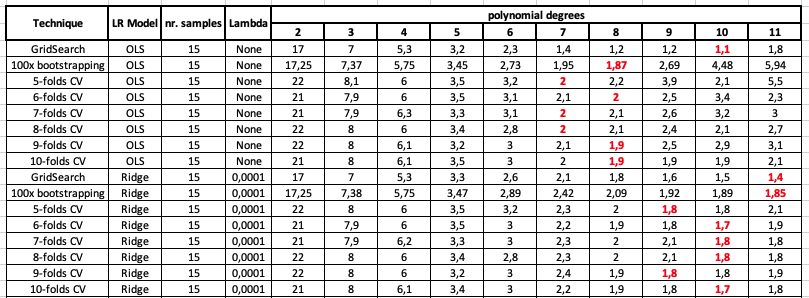 Technique LR Model nr. samples Lambda polynomial degrees
2 3 4 5 6 7 8 9 10 11
GridSearch OLS 15 None 17 7 5,3 3,2 2,3 1,4 1,2 1,2 1,1 1,8
100x bootstrapping OLS 15 None 17,25 7,37 5,75 3,45 2,73 1,95 1,87 2,69 4,48 5,94
5-folds CV OLS 15 None 22 8,1 6 3,5 3,2 2 2,2 3,9 2,1 5,5
6-folds CV OLS 15 None 21 7,9 6 3,5 3,1 2,1 2 2,5 3,4 2,3
7-folds CV OLS 15 None 21 7,9 6,3 3,3 3,1 2 2,1 2,6 3,2 3
8-folds CV OLS 15 None 22 8 6 3,4 2,8 2 2,1 2,4 2,1 2,7
9-folds CV OLS 15 None 22 8 6,1 3,2 3 2,1 1,9 2,5 2,9 3,1
10-folds CV OLS 15 None 21 8 6,1 3,5 3 2 1,9 1,9 1,9 2,1
GridSearch Ridge 15 0,0001 17 7 5,3 3,3 2,6 2,1 1,8 1,6 1,5 1,4
100x bootstrapping Ridge 15 0,0001 17,25 7,38 5,75 3,47 2,89 2,42 2,09 1,92 1,89 1,85
5-folds CV Ridge 15 0,0001 22 8 6 3,5 3,2 2,3 2 1,8 1,8 2,1
6-folds CV Ridge 15 0,0001 21 7,9 6 3,5 3 2,2 1,9 1,8 1,7 1,9
7-folds CV Ridge 15 0,0001 21 7,9 6,2 3,3 3 2,3 2 2,1 1,8 1,8
8-folds CV Ridge 15 0,0001 22 8 6 3,4 2,8 2,3 2 2,1 1,8 1,8
9-folds CV Ridge 15 0,0001 22 8 6 3,2 3 2,4 1,9 1,8 1,8 1,9
10-folds CV Ridge 15 0,0001 21 8 6,1 3,4 3 2,2 1,9 1,8 1,7 1,8